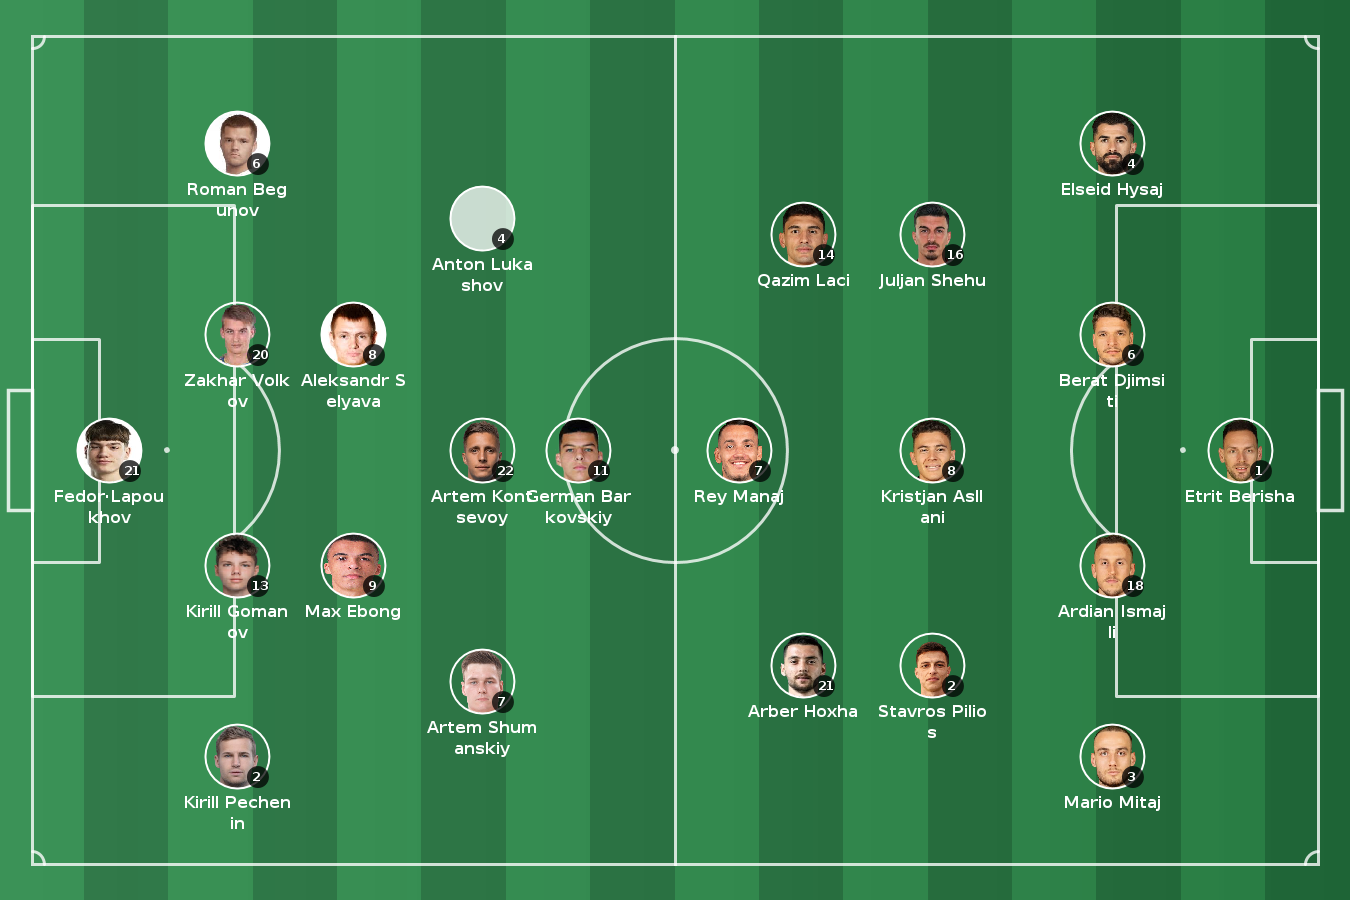 6
Roman Beg
unov
4
Anton Luka
shov
20
Zakhar Volk
ov
8
Aleksandr S
elyava
21
Fedor Lapou
khov
22
Artem Kont
sevoy
11
German Bar
kovskiy
13
Kirill Goman
ov
9
Max Ebong
7
Artem Shum
anskiy
2
Kirill Pechen
in
14
Qazim Laci
16
Juljan Shehu
4
Elseid Hysaj
6
Berat Djimsi
ti
7
Rey Manaj
8
Kristjan Asll
ani
1
Etrit Berisha
18
Ardian Ismaj
li
21
Arber Hoxha
2
Stavros Pilio
s
3
Mario Mitaj